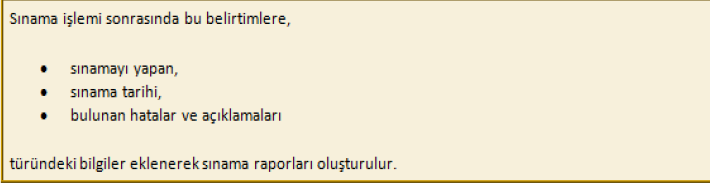 Sınama işlemi sonrasında bu belirtimlere,
• sınamayı yapan,
• sınama tarihi,
• bulunan hatalar ve açıklamaları
türündeki bilgiler eklenerek sınama raporları oluşturulur.